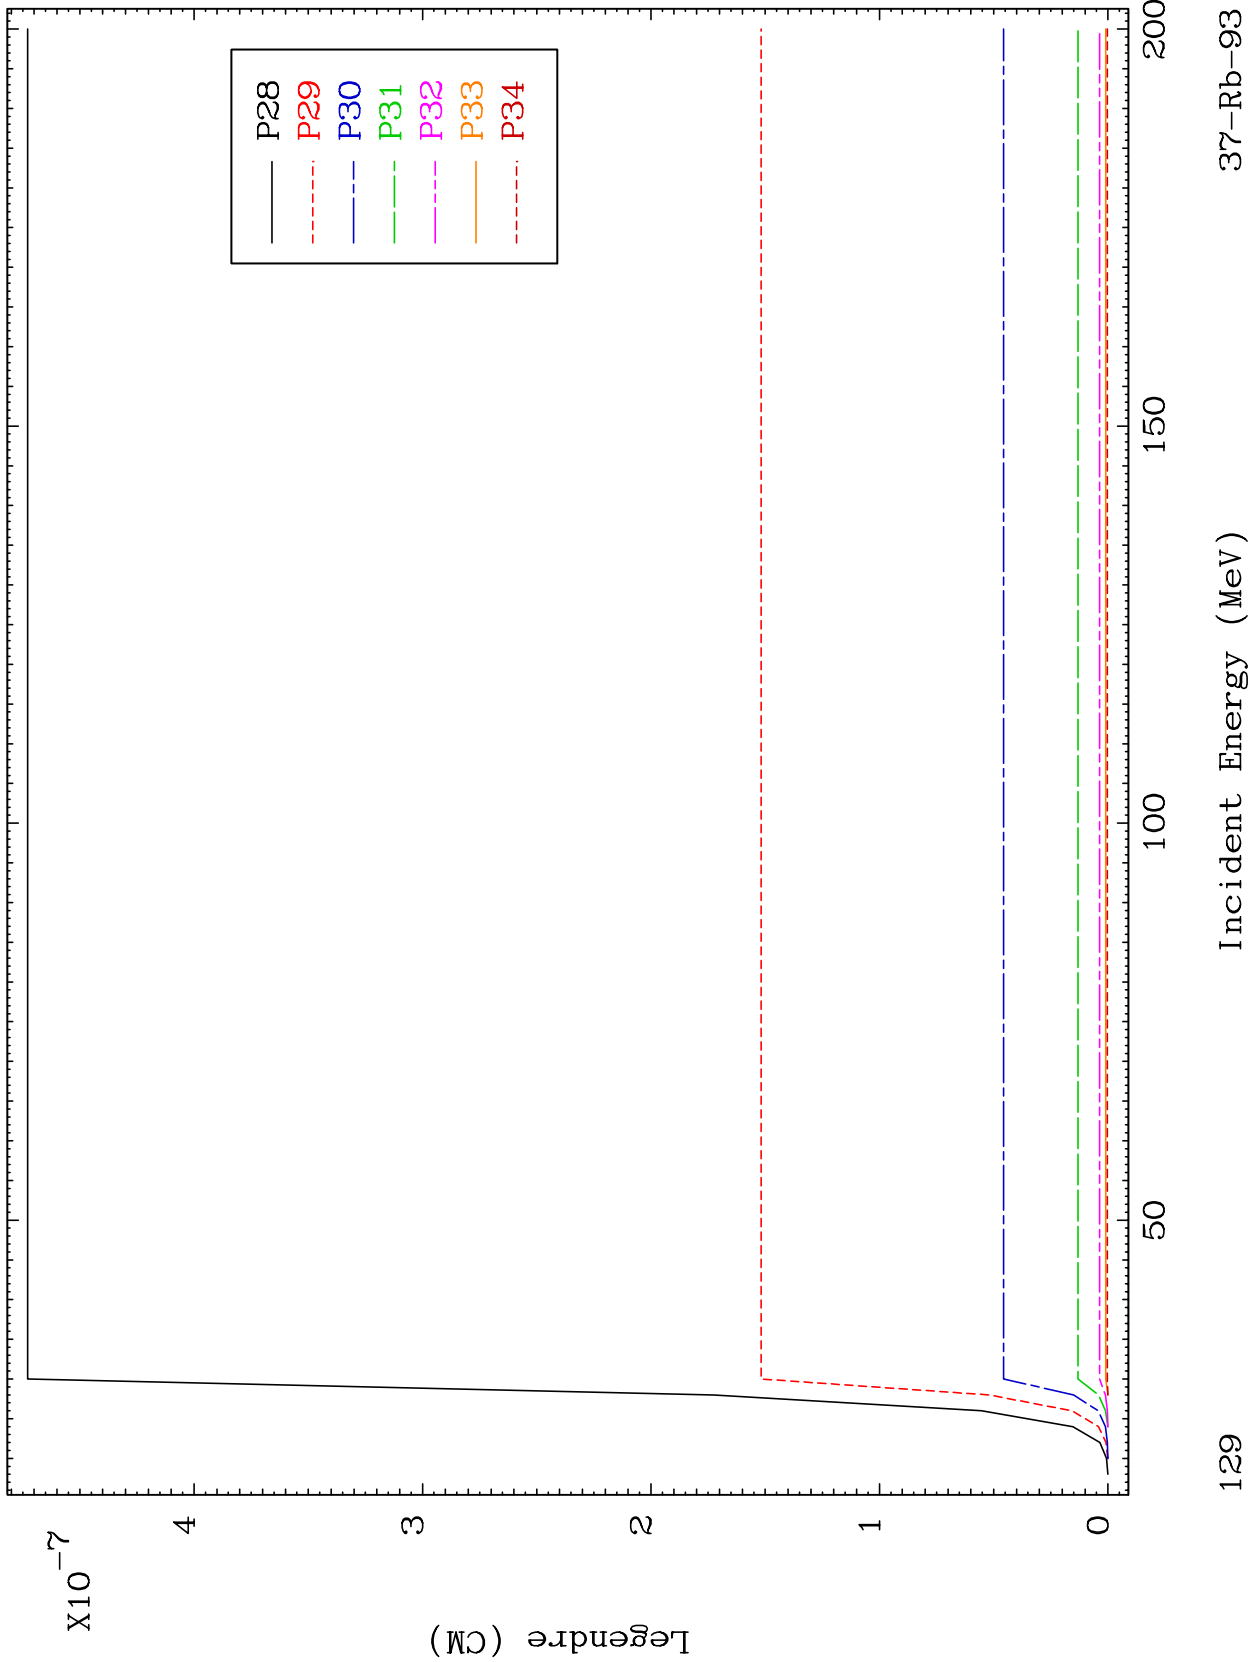 X10-7
Legendre (CM)
4
3
2
1
0
P28
P29
P30
P31
P32
P33
P34
50
100
150
200
Incident Energy (MeV)
129
37-Rb-93